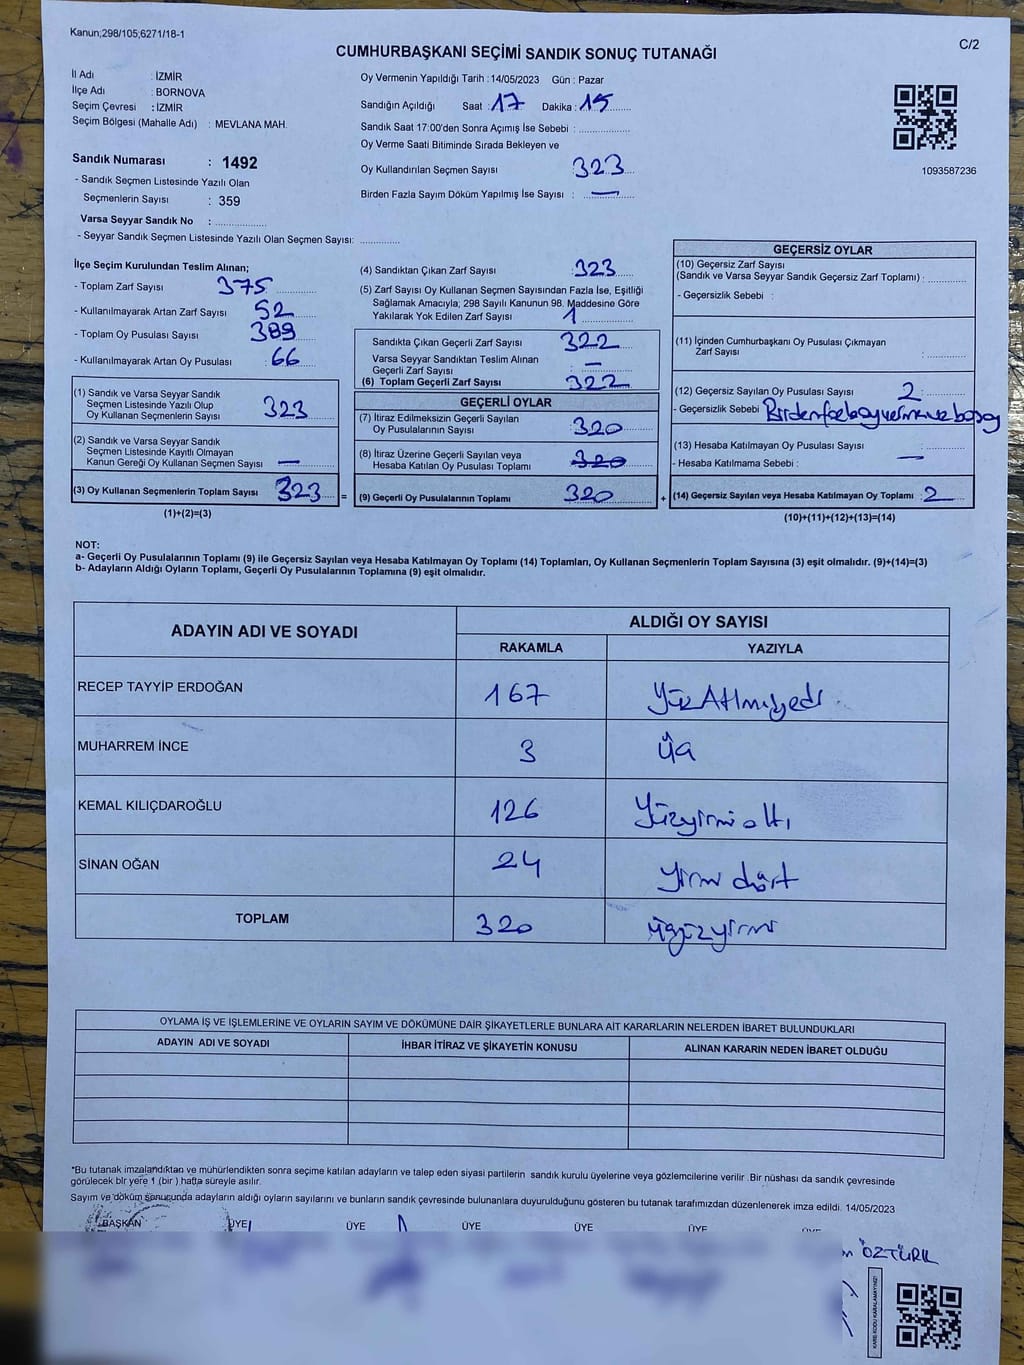 Kanun;298/105;6271/18-1
C/2
CUMHURBAŞKANI SEÇİMİ SANDIK SONUÇ TUTANAĞI
İl Adı : İZMİR
İlçe Adı : BORNOVA
Seçim Çevresi : İZMİR
Seçim Bölgesi (Mahalle Adı) : MEVLANA MAH.
Sandık Numarası : 1492
- Sandık Seçmen Listesinde Yazılı Olan
Seçmenlerin Sayısı : 359
Varsa Seyyar Sandık No :
- Seyyar Sandık Seçmen Listesinde Yazılı Olan Seçmen Sayısı:
Oy Vermenin Yapıldığı Tarih : 14/05/2023 Gün : Pazar
Sandığın Açıldığı Saat : 17 Dakika : 15
Sandık Saat 17:00'den Sonra Açımış İse Sebebi :
Oy Verme Saati Bitiminde Sırada Bekleyen ve
Oy Kullandırılan Seçmen Sayısı 323
Birden Fazla Sayım Döküm Yapılmış İse Sayısı : —
1093587236
İlçe Seçim Kurulundan Teslim Alınan;
- Toplam Zarf Sayısı 375
- Kullanılmayarak Artan Zarf Sayısı 52
- Toplam Oy Pusulası Sayısı 389
- Kullanılmayarak Artan Oy Pusulası : 66
(1) Sandık ve Varsa Seyyar Sandık
Seçmen Listesinde Yazılı Olup
Oy Kullanan Seçmenlerin Sayısı 323
(2) Sandık ve Varsa Seyyar Sandık
Seçmen Listesinde Kayıtlı Olmayan
Kanun Gereği Oy Kullanan Seçmen Sayısı —
(3) Oy Kullanan Seçmenlerin Toplam Sayısı 323 =
(1)+(2)=(3)
(4) Sandıktan Çıkan Zarf Sayısı : 323
(5) Zarf Sayısı Oy Kullanan Seçmen Sayısından Fazla İse, Eşitliği
Sağlamak Amacıyla; 298 Sayılı Kanunun 98. Maddesine Göre
Yakılarak Yok Edilen Zarf Sayısı 1
Sandıkta Çıkan Geçerli Zarf Sayısı 322
Varsa Seyyar Sandıktan Teslim Alınan
Geçerli Zarf Sayısı : —
(6) Toplam Geçerli Zarf Sayısı 322
GEÇERLİ OYLAR
(7) İtiraz Edilmeksizin Geçerli Sayılan
Oy Pusulalarının Sayısı 320
(8) İtiraz Üzerine Geçerli Sayılan veya
Hesaba Katılan Oy Pusulası Toplamı 320
(9) Geçerli Oy Pusulalarının Toplamı 320 +
GEÇERSİZ OYLAR
(10) Geçersiz Zarf Sayısı
(Sandık ve Varsa Seyyar Sandık Geçersiz Zarf Toplamı) :
- Geçersizlik Sebebi :
(11) İçinden Cumhurbaşkanı Oy Pusulası Çıkmayan
Zarf Sayısı :
(12) Geçersiz Sayılan Oy Pusulası Sayısı : 2
- Geçersizlik Sebebi
(13) Hesaba Katılmayan Oy Pusulası Sayısı :
- Hesaba Katılmama Sebebi : —
(14) Geçersiz Sayılan veya Hesaba Katılmayan Oy Toplamı : 2
(10)+(11)+(12)+(13)=(14)
NOT:
a- Geçerli Oy Pusulalarının Toplamı (9) ile Geçersiz Sayılan veya Hesaba Katılmayan Oy Toplamı (14) Toplamları, Oy Kullanan Seçmenlerin Toplam Sayısına (3) eşit olmalıdır. (9)+(14)=(3)
b- Adayların Aldığı Oyların Toplamı, Geçerli Oy Pusulalarının Toplamına (9) eşit olmalıdır.
ADAYIN ADI VE SOYADI ALDIĞI OY SAYISI
RAKAMLA YAZIYLA
RECEP TAYYİP ERDOĞAN 167 YüzAtmışyedi
MUHARREM İNCE 3 üç
KEMAL KILIÇDAROĞLU 126 Yüzyirmi altı
SİNAN OĞAN 24 Yirmi dört
TOPLAM 320 üçyüzyirmi
OYLAMA İŞ VE İŞLEMLERİNE VE OYLARIN SAYIM VE DÖKÜMÜNE DAİR ŞİKAYETLERLE BUNLARA AİT KARARLARIN NELERDEN İBARET BULUNDUKLARI
ADAYIN ADI VE SOYADI İHBAR İTİRAZ VE ŞİKAYETİN KONUSU ALINAN KARARIN NEDEN İBARET OLDUĞU
*Bu tutanak imzalandıktan ve mühürlendikten sonra seçime katılan adayların ve talep eden siyasi partilerin sandık kurulu üyelerine veya gözlemcilerine verilir .Bir nüshası da sandık çevresinde
görülecek bir yere 1 (bir ) hafta süreyle asılır.
Sayım ve döküm sonucunda adayların aldığı oyların sayılarını ve bunların sandık çevresinde bulunanlara duyurulduğunu gösteren bu tutanak tarafımızdan düzenlenerek imza edildi. 14/05/2023
BAŞKAN ÜYE ÜYE ÜYE ÜYE ÜYE ÜYE
ÖZTÜRK
KARE KODU KARALAMAYINIZ!